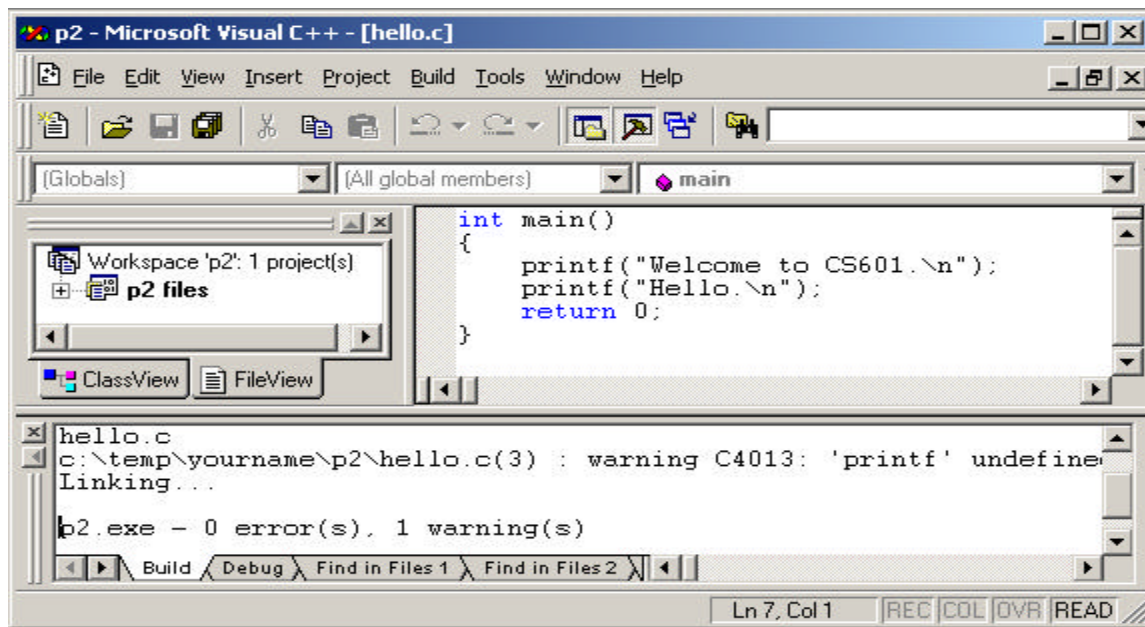 p2 - Microsoft Visual C++ - [hello.c]
File Edit View Insert Project Build Tools Window Help
(Globals) (All global members) main
Workspace 'p2': 1 project(s)
p2 files
ClassView FileView
int main()
{
printf("Welcome to CS601.\n");
printf("Hello.\n");
return 0;
}
hello.c
c:\temp\yourname\p2\hello.c(3) : warning C4013: 'printf' undefine
Linking...
p2.exe - 0 error(s), 1 warning(s)
Build Debug Find in Files 1 Find in Files 2
Ln 7, Col 1 REC COL OVR READ